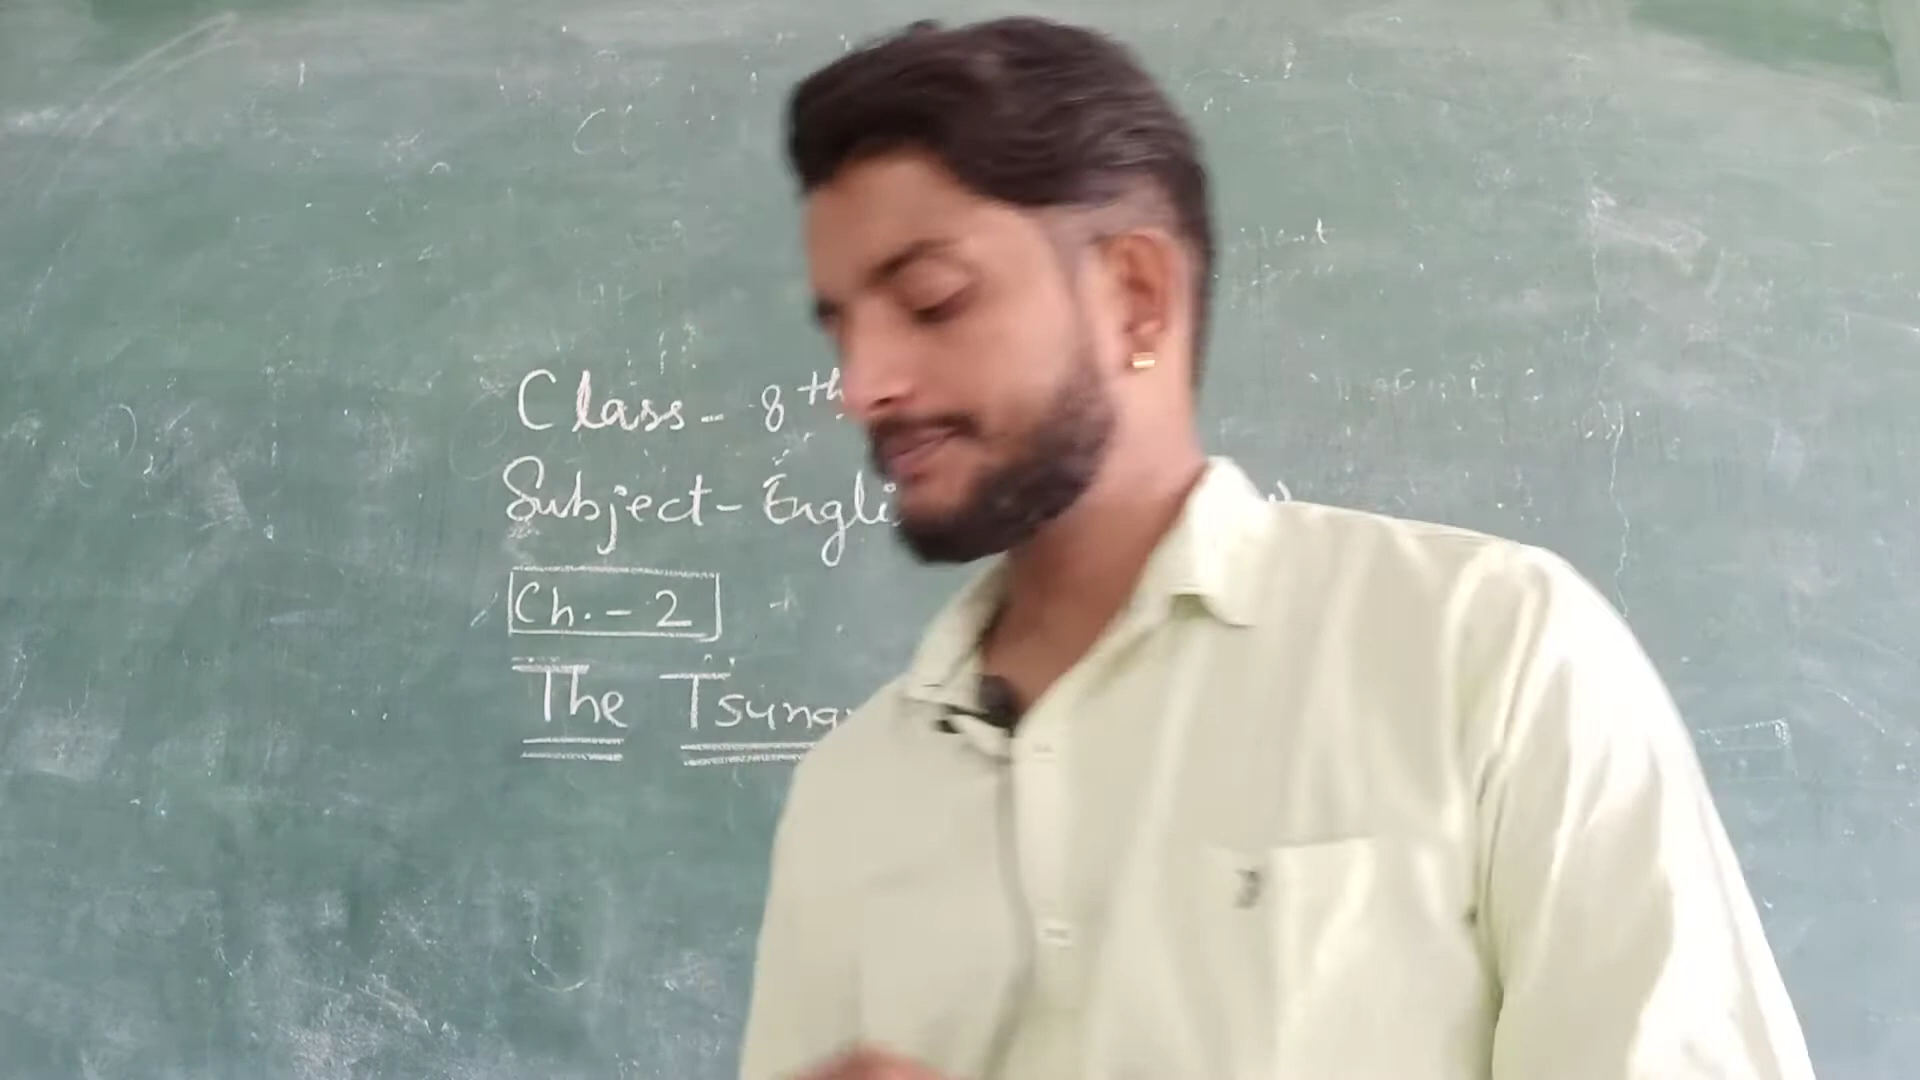 Class - 8th
Subject - Engli
Ch. - 2
The Tsuna